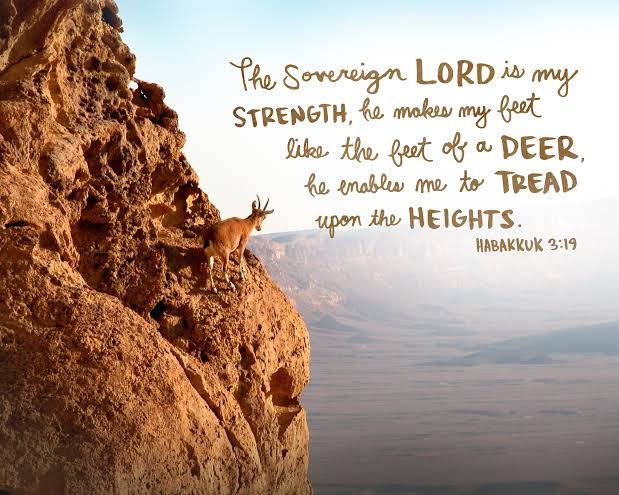 The Sovereign LORD is my
STRENGTH, he makes my feet
like the feet of a DEER,
he enables me to TREAD
upon the HEIGHTS.
HABAKKUK 3:19